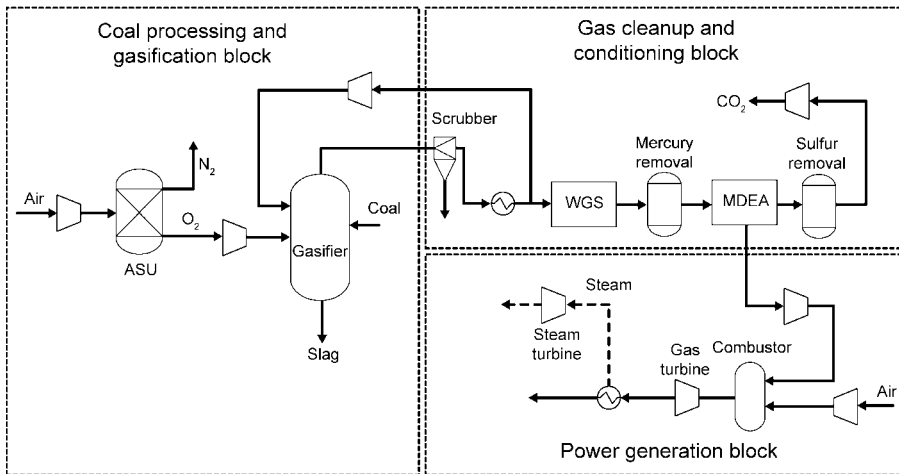 Coal processing and
gasification block
Air
N2
O2
ASU
Gasifier
Coal
Slag
Gas cleanup and
conditioning block
Scrubber
CO2
WGS
Mercury
removal
MDEA
Sulfur
removal
Steam
Steam
turbine
Gas
turbine
Combustor
Air
Power generation block